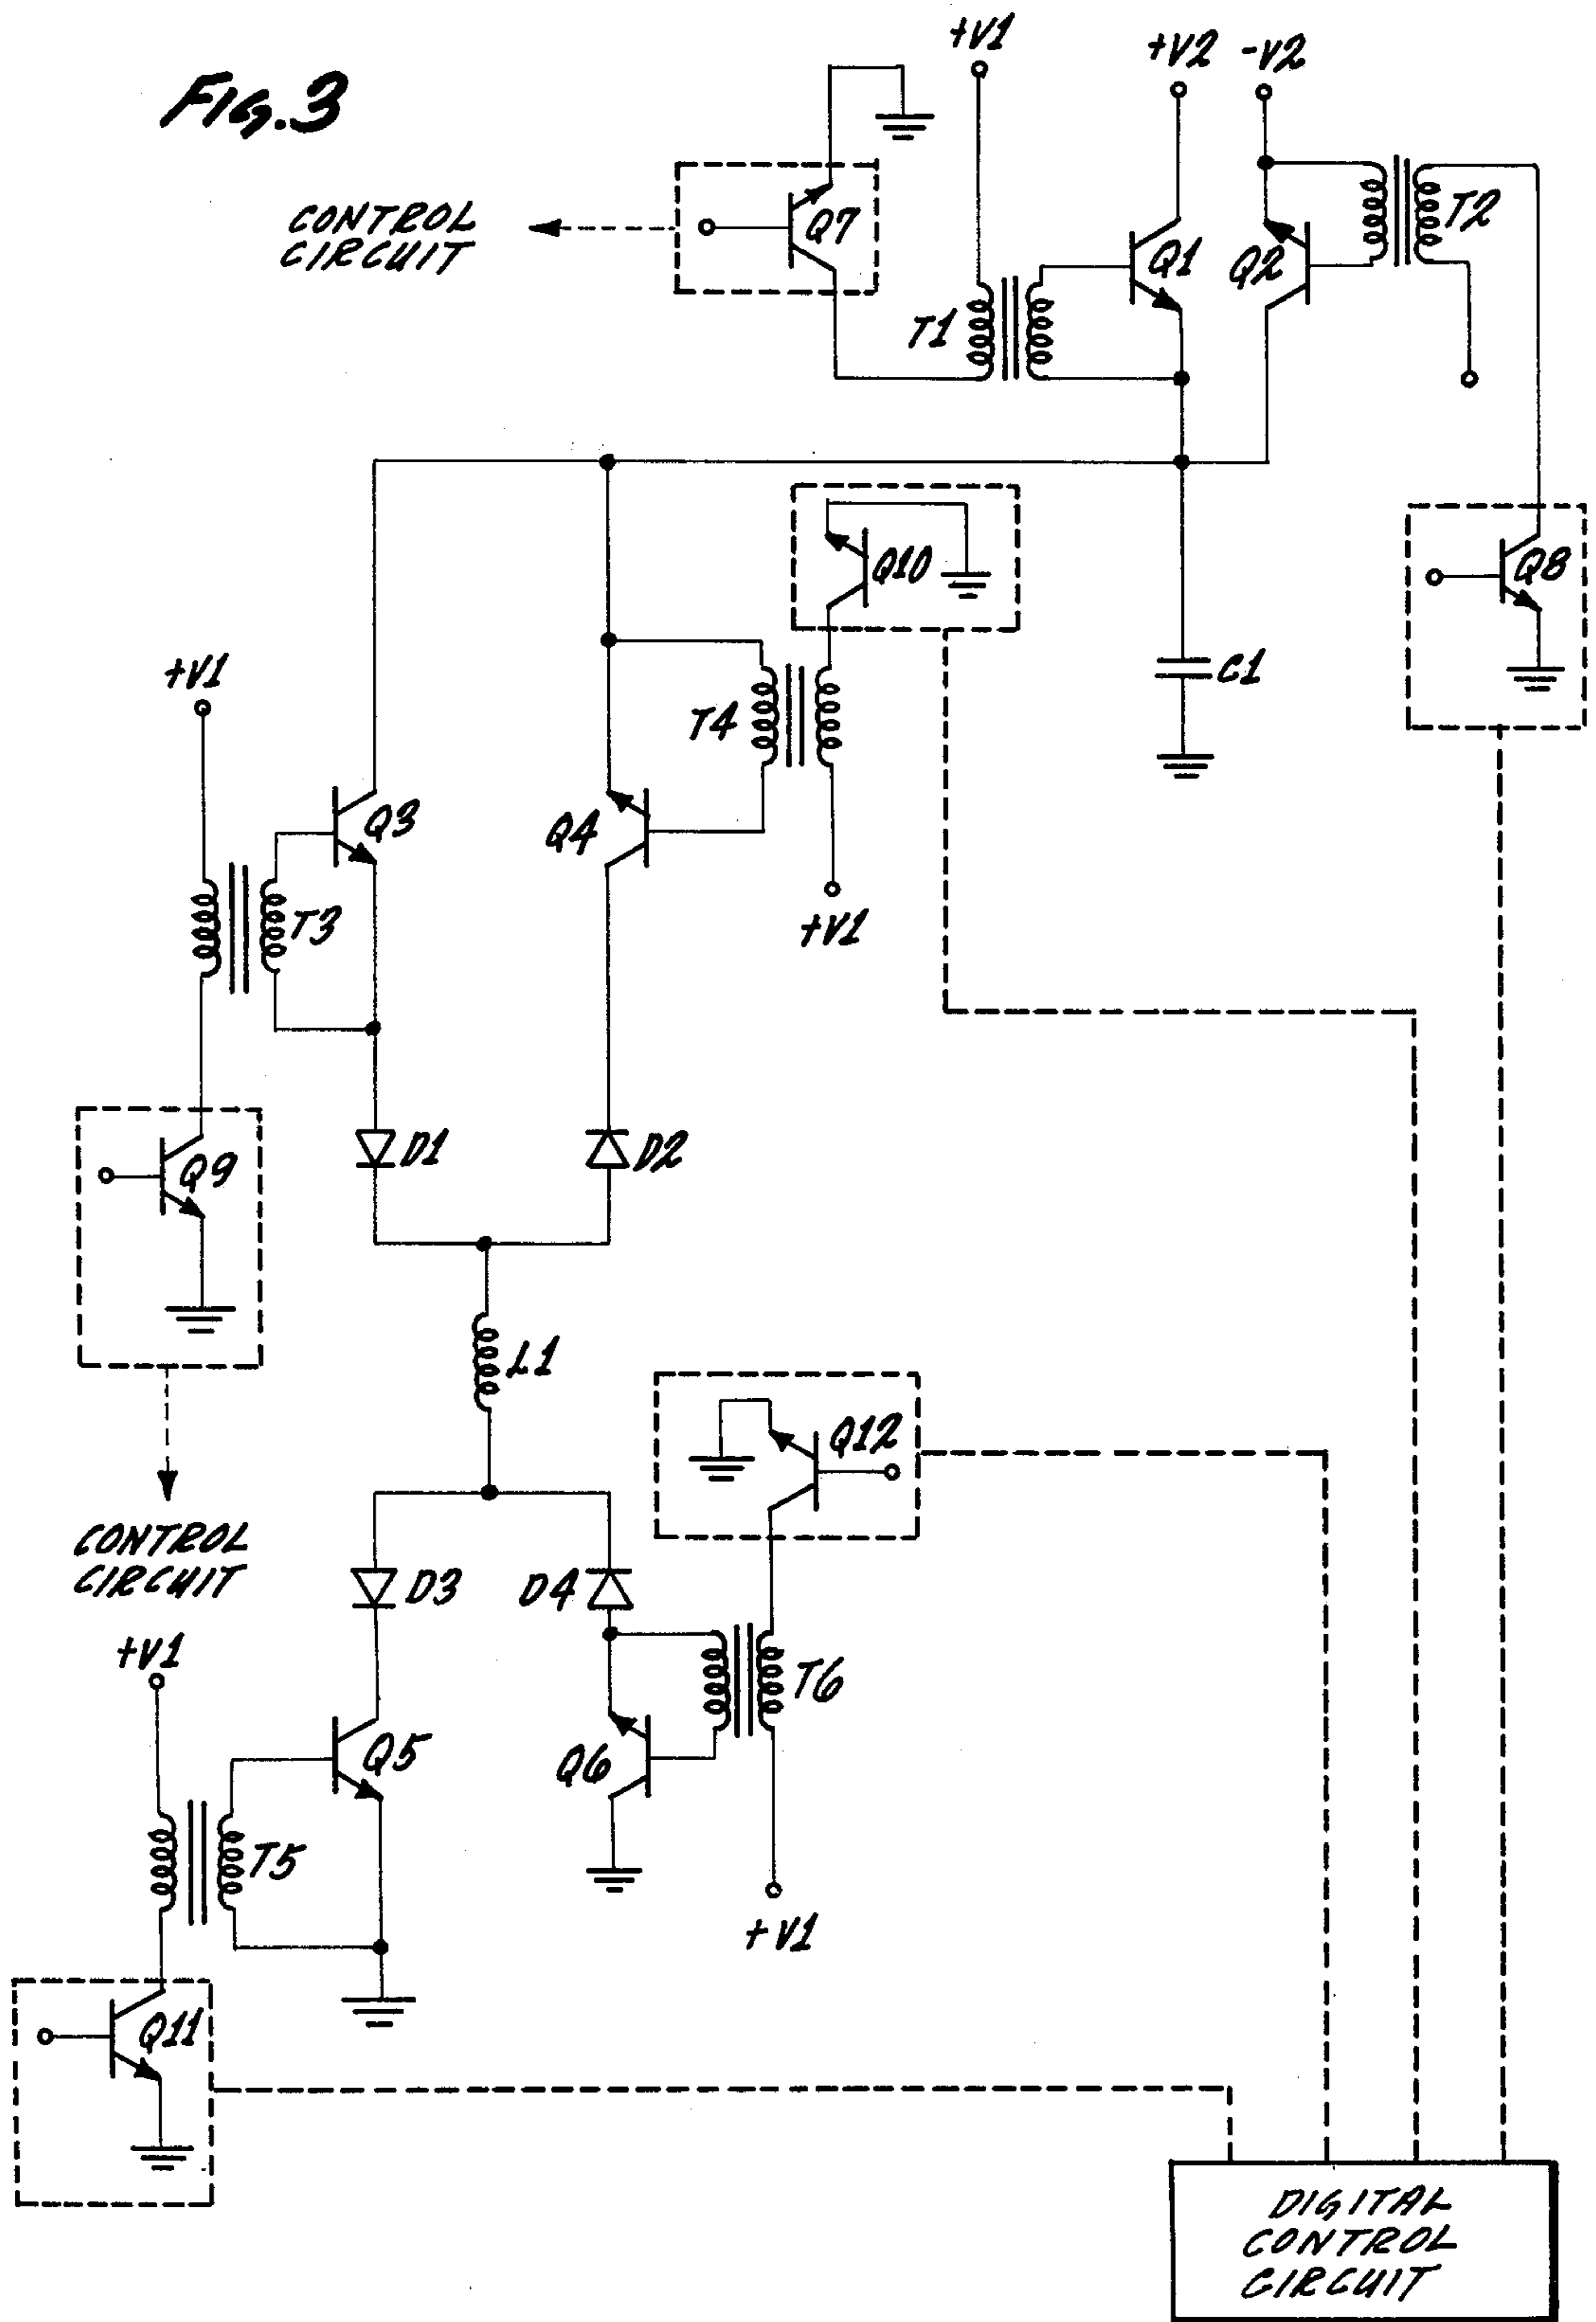 FIG.3
+V1
+V2
-V2
CONTROL
CIRCUIT
Q7
Q1
Q2
T2
T1
Q10
Q8
+V1
C1
T4
Q3
Q4
T3
+V1
D1
D2
Q9
L1
Q12
CONTROL
CIRCUIT
D3
D4
+V1
T6
Q5
Q6
T5
+V1
Q11
DIGITAL
CONTROL
CIRCUIT